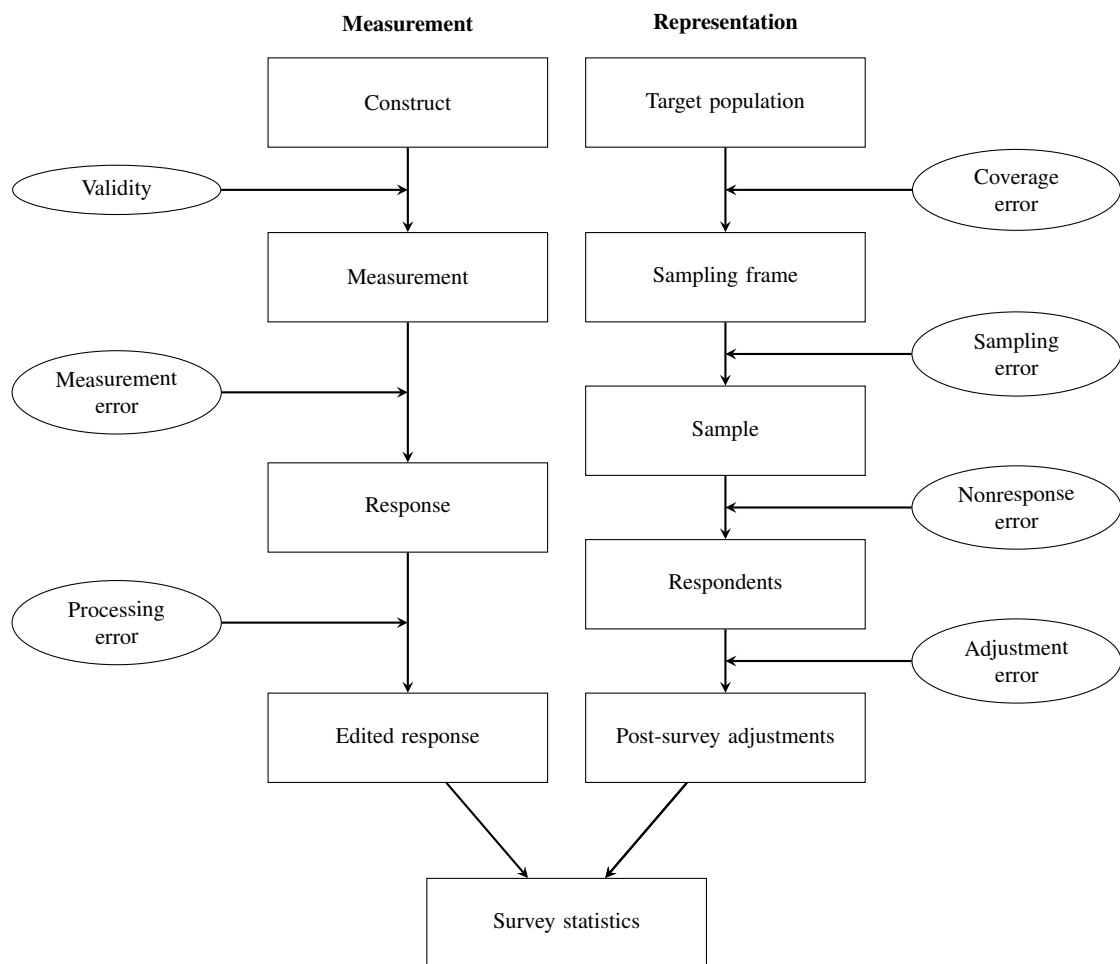 Measurement
Representation
Construct
Target population
Validity
Coverage
error
Measurement
Sampling frame
Sampling
error
Measurement
error
Sample
Response
Nonresponse
error
Respondents
Processing
error
Adjustment
error
Edited response
Post-survey adjustments
Survey statistics